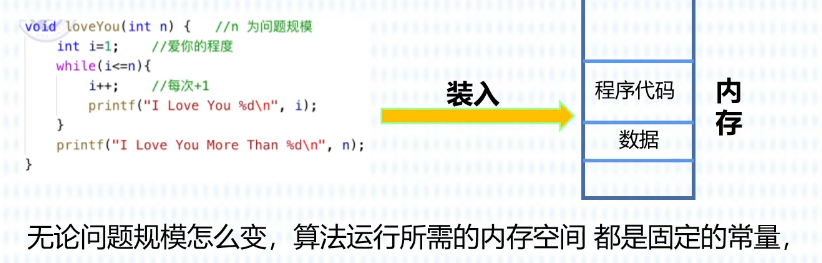 void loveYou(int n) { //n 为问题规模
int i=1; //爱你的程度
while(i<=n){
i++; //每次+1
printf("I Love You %d\n", i);
}
printf("I Love You More Than %d\n", n);
}
装入
程序代码
数据
内存
无论问题规模怎么变，算法运行所需的内存空间 都是固定的常量，